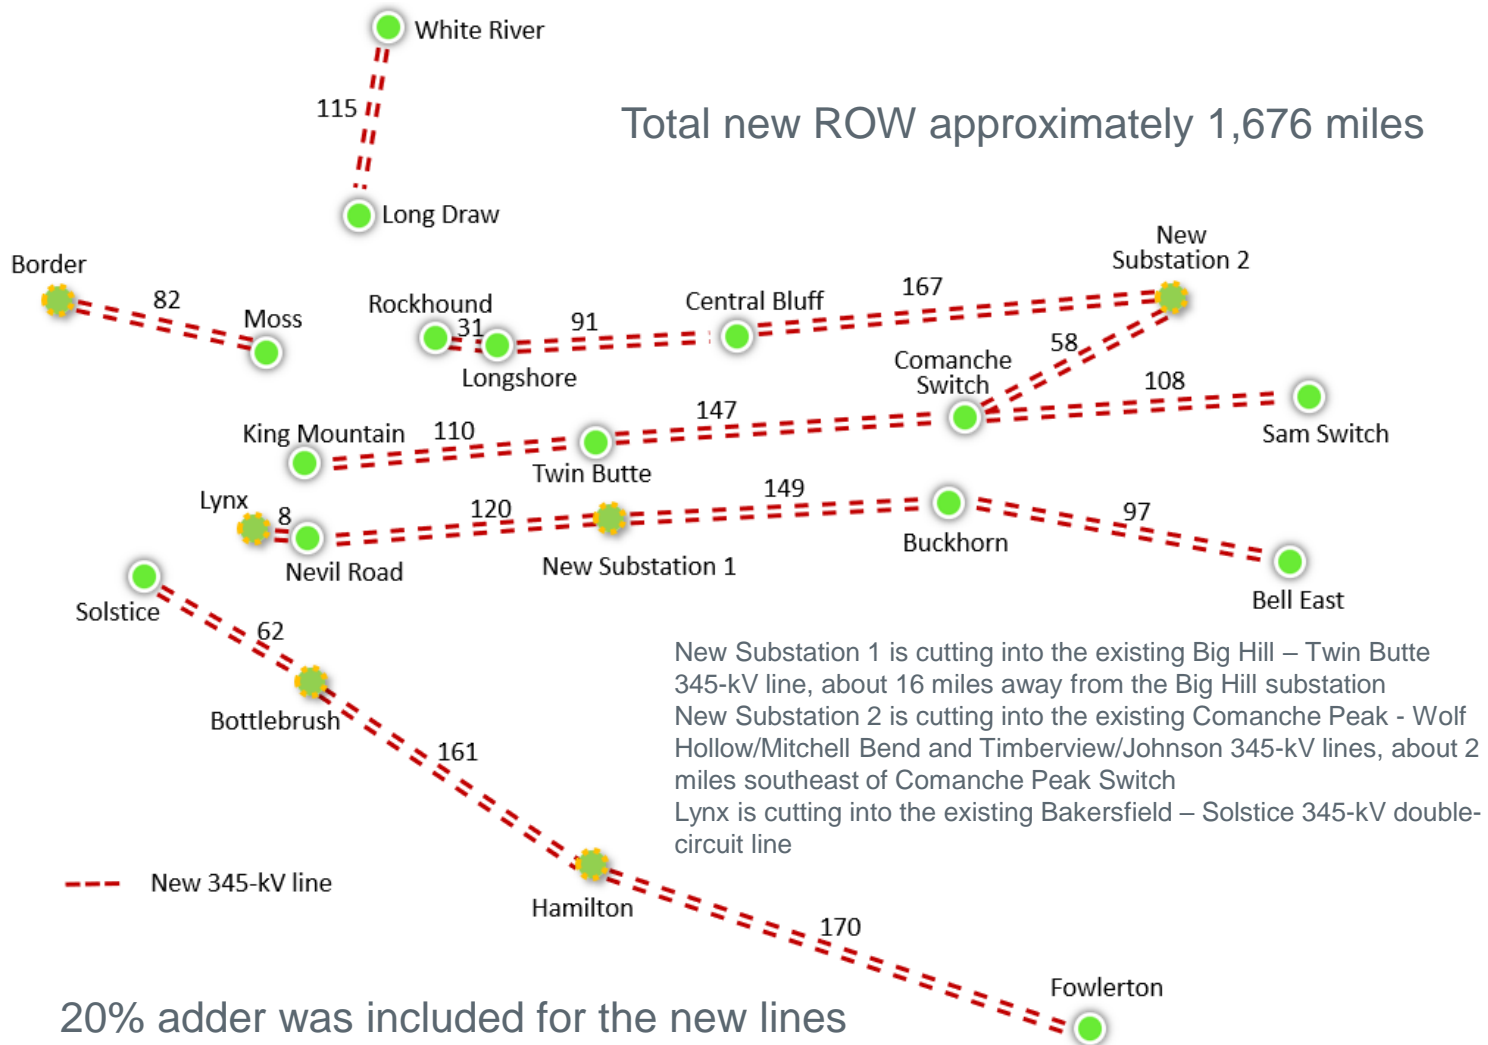 White River
115
Total new ROW approximately 1,676 miles
Long Draw
New
Substation 2
Border
82
Moss
Rockhound
31
91
Longshore
Central Bluff
167
58
Comanche
Switch
108
Sam Switch
King Mountain
110
147
Twin Butte
Lynx
8
120
149
97
Nevil Road
New Substation 1
Buckhorn
Bell East
Solstice
62
Bottlebrush
161
New Substation 1 is cutting into the existing Big Hill – Twin Butte
345-kV line, about 16 miles away from the Big Hill substation
New Substation 2 is cutting into the existing Comanche Peak - Wolf
Hollow/Mitchell Bend and Timberview/Johnson 345-kV lines, about 2
miles southeast of Comanche Peak Switch
Lynx is cutting into the existing Bakersfield – Solstice 345-kV double-
circuit line
New 345-kV line
Hamilton
170
Fowlerton
20% adder was included for the new lines